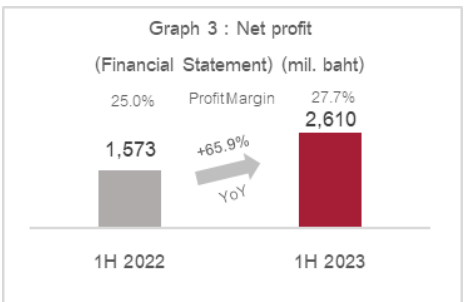 Graph 3 : Net profit
(Financial Statement) (mil. baht)
25.0% ProfitMargin 27.7%
2,610
1,573
+65.9%
YoY
1H 2022 1H 2023